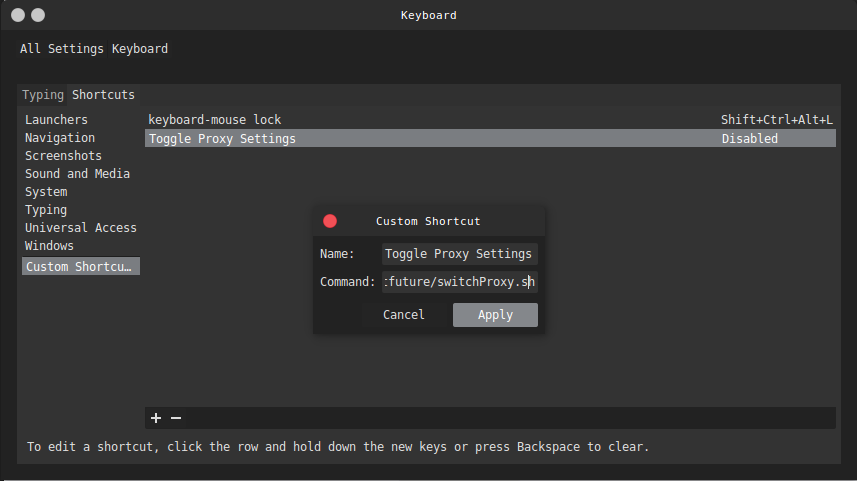 Keyboard
All Settings Keyboard
Typing Shortcuts
Launchers
Navigation
Screenshots
Sound and Media
System
Typing
Universal Access
Windows
Custom Shortcu…
keyboard-mouse lock Shift+Ctrl+Alt+L
Toggle Proxy Settings Disabled
Custom Shortcut
Name: Toggle Proxy Settings
Command: :future/switchProxy.sh
Cancel Apply
+ −
To edit a shortcut, click the row and hold down the new keys or press Backspace to clear.